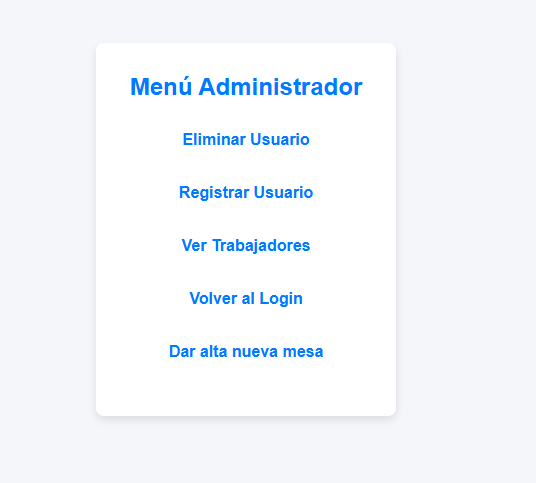 Menú Administrador
Eliminar Usuario
Registrar Usuario
Ver Trabajadores
Volver al Login
Dar alta nueva mesa